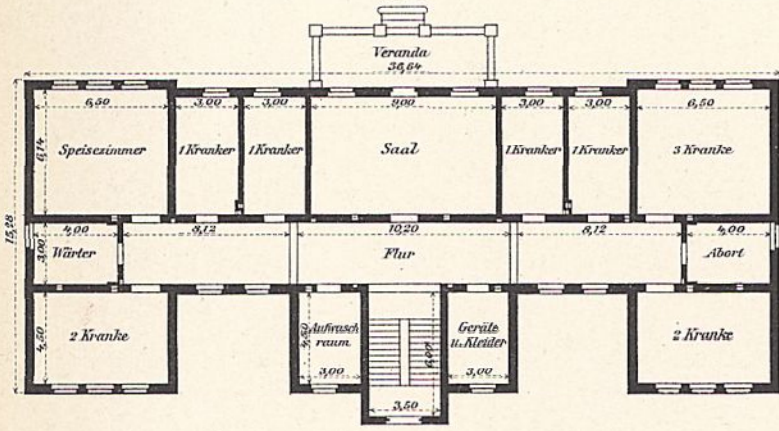 Veranda
36,64
6,50
3,00
3,00
9,00
3,00
3,00
6,50
6,14
Speisezimmer
1 Kranker
1 Kranker
Saal
1 Kranker
1 Kranker
3 Kranke
15,28
3,00
4,00
8,12
10,20
8,12
4,00
Wärter
Flur
Abort
4,50
2 Kranke
4,50
Aufwasch
raum
3,00
6,00
3,50
Geräte
u. Kleider
3,00
2 Kranke